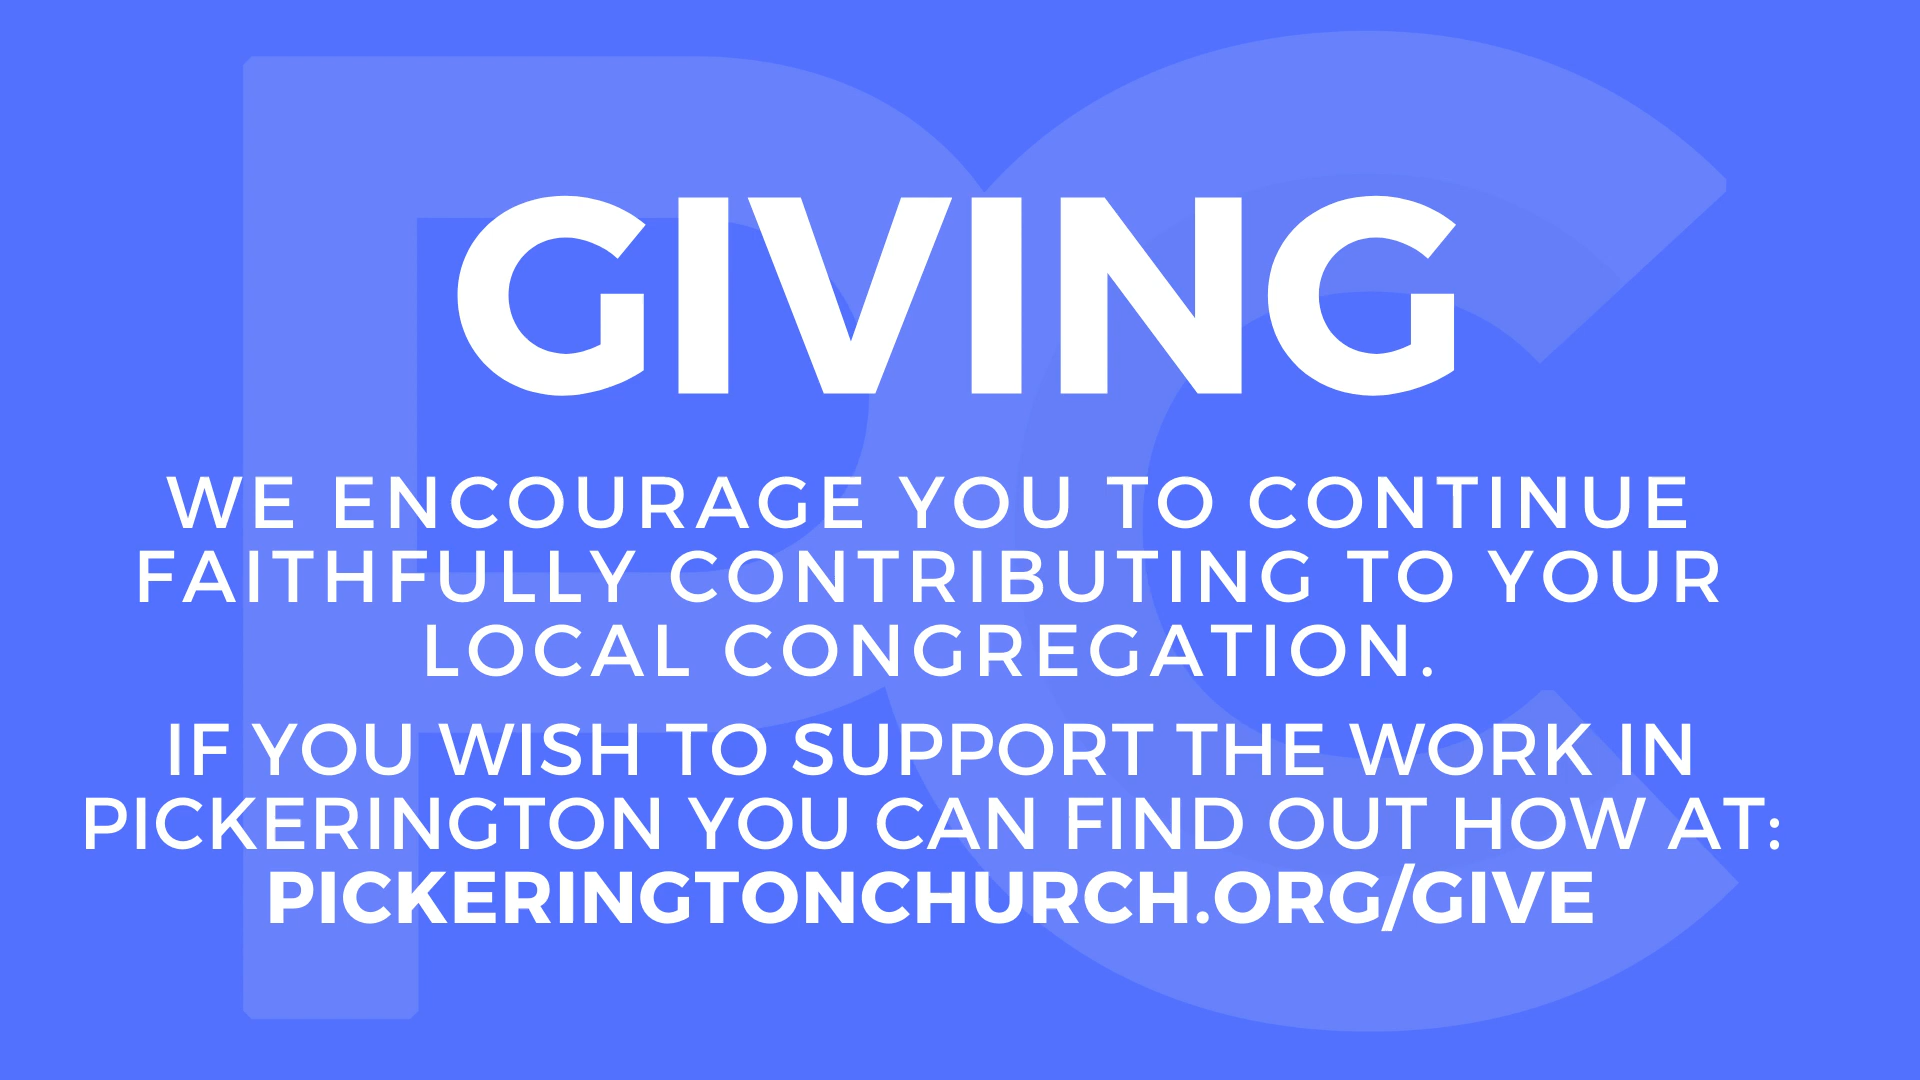 GIVING
WE ENCOURAGE YOU TO CONTINUE
FAITHFULLY CONTRIBUTING TO YOUR
LOCAL CONGREGATION.
IF YOU WISH TO SUPPORT THE WORK IN
PICKERINGTON YOU CAN FIND OUT HOW AT:
PICKERINGTONCHURCH.ORG/GIVE
PC